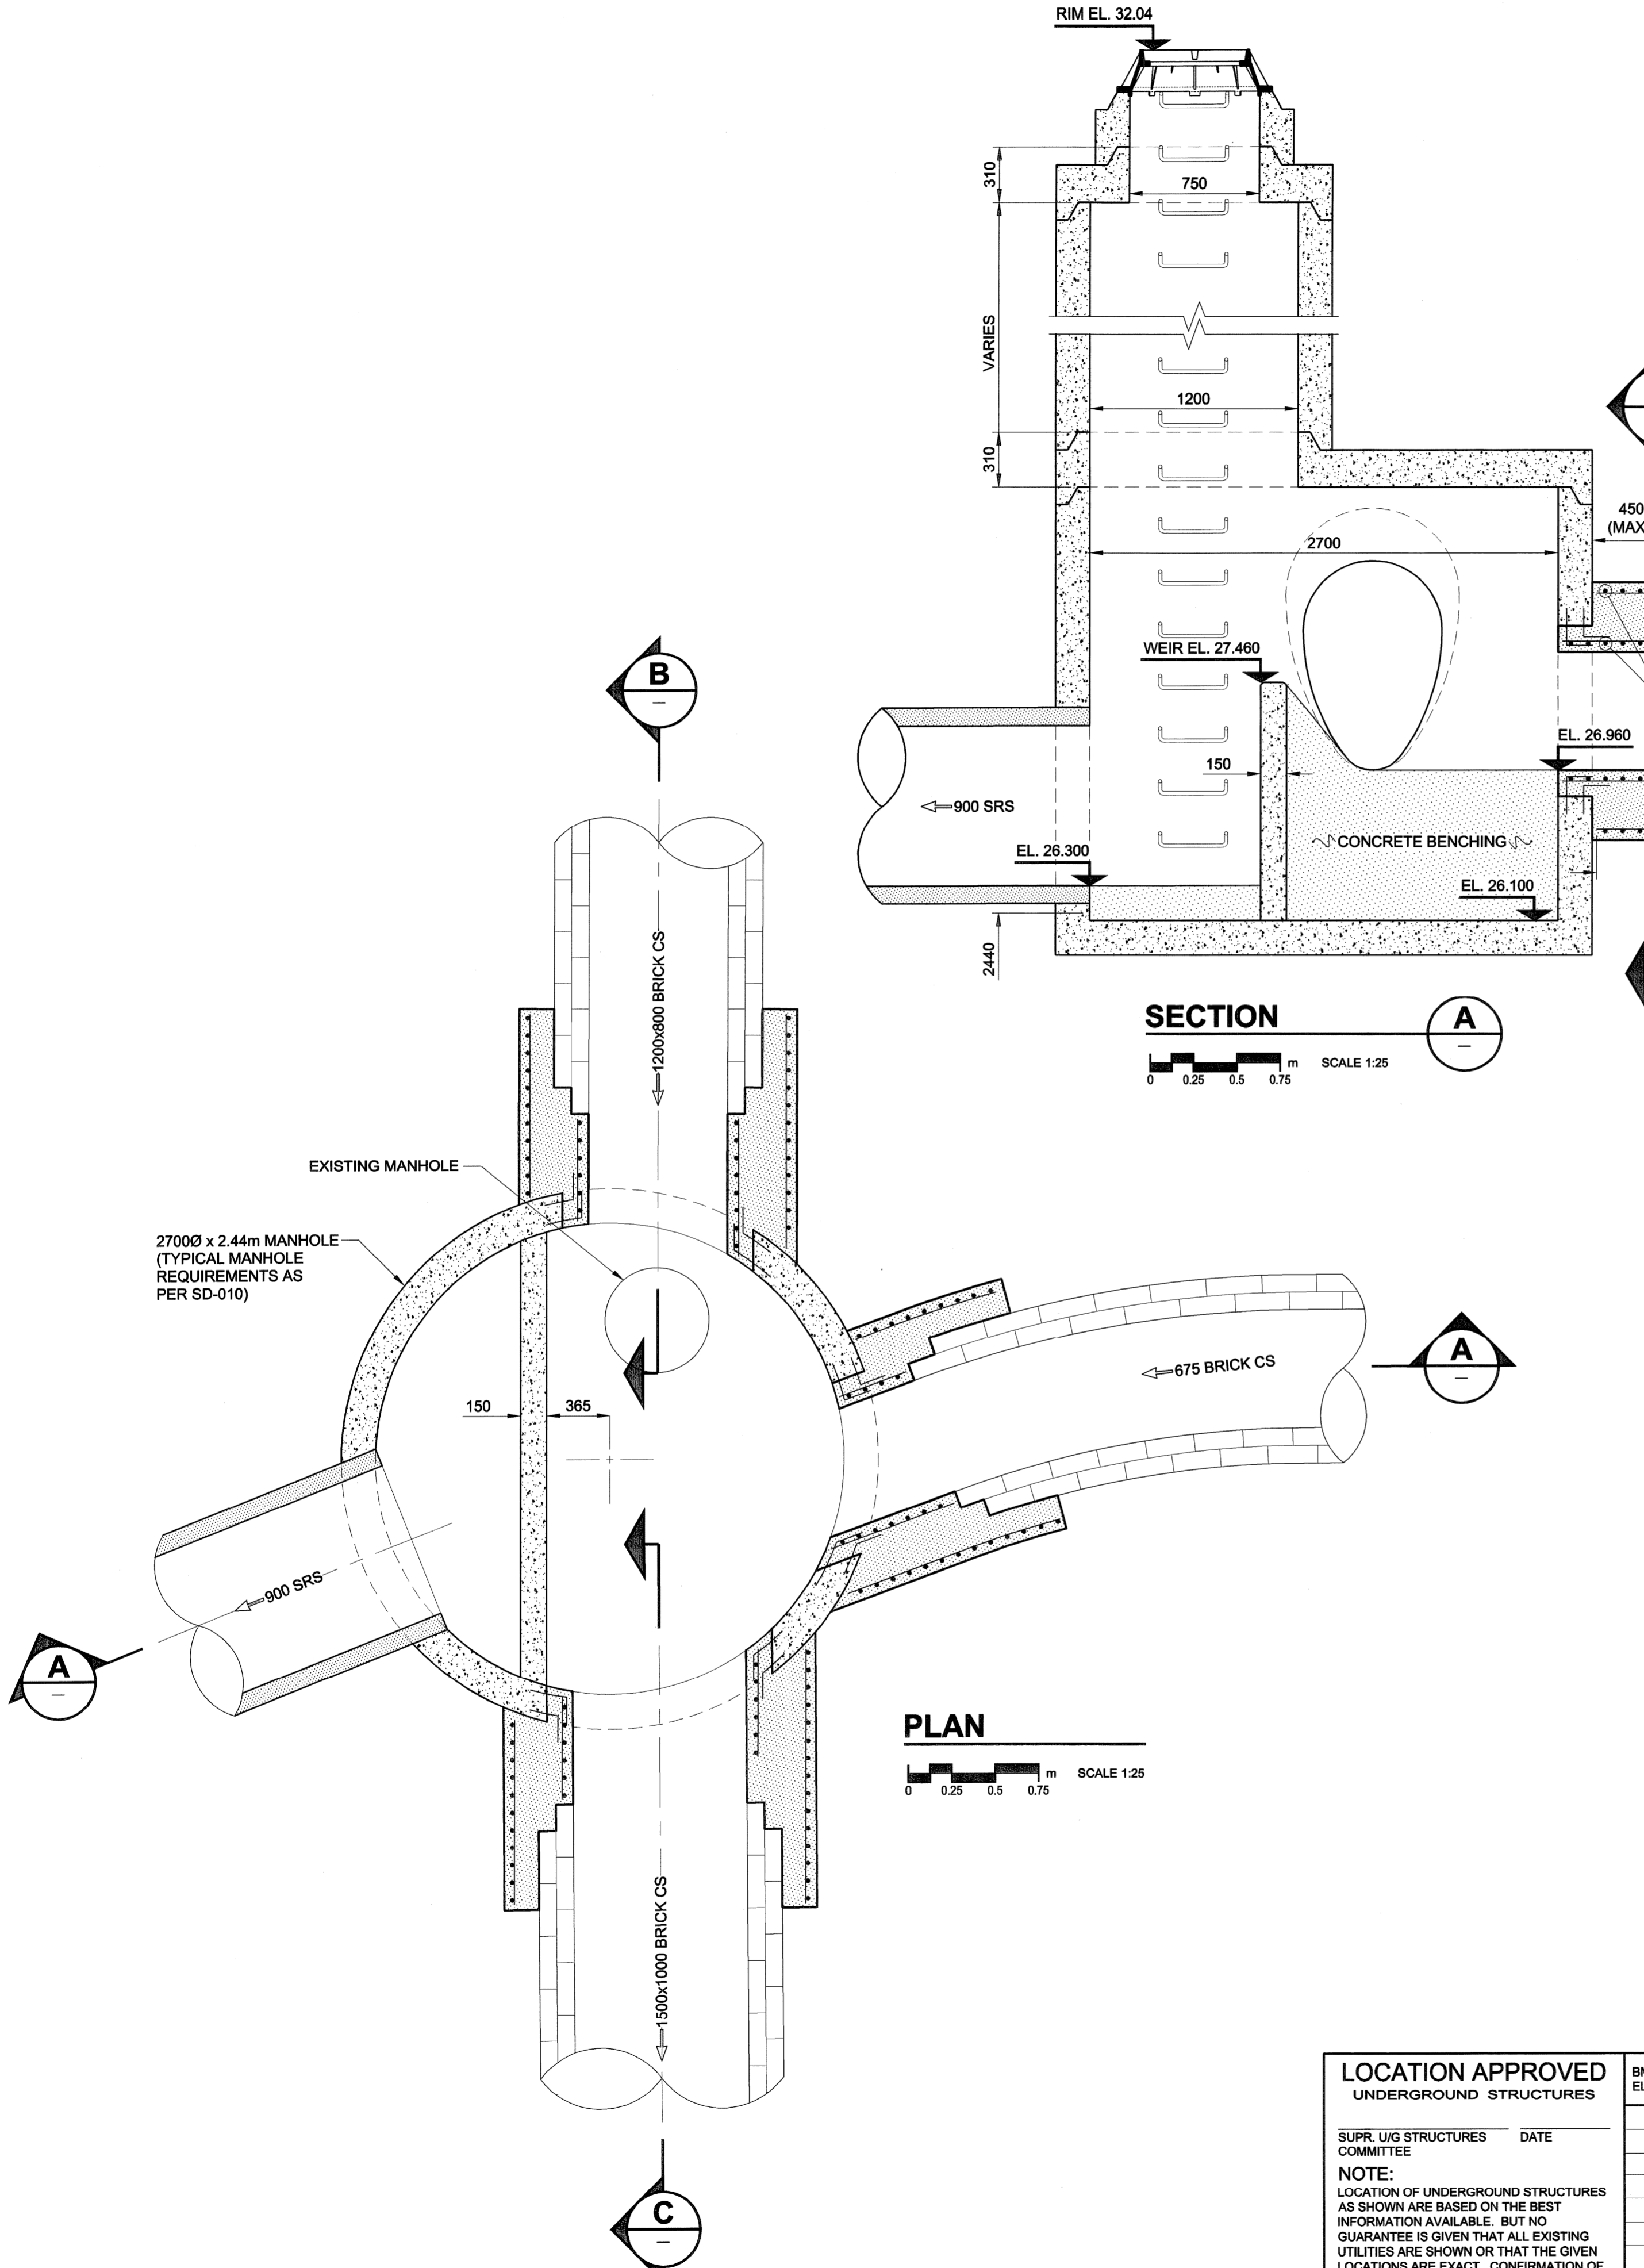 RIM EL. 32.04
310
750
VARIES
1200
310
450
(MAX
2700
WEIR EL. 27.460
EL. 26.960
150
900 SRS
CONCRETE BENCHING
EL. 26.300
EL. 26.100
2440
SECTION
A
–
0 0.25 0.5 0.75 m
SCALE 1:25
B
–
1200x800 BRICK CS
EXISTING MANHOLE
2700Ø x 2.44m MANHOLE
(TYPICAL MANHOLE
REQUIREMENTS AS
PER SD-010)
675 BRICK CS
A
–
150
365
900 SRS
A
–
PLAN
0 0.25 0.5 0.75 m
SCALE 1:25
1500x1000 BRICK CS
C
–
LOCATION APPROVED
UNDERGROUND STRUCTURES
SUPR. U/G STRUCTURES DATE
COMMITTEE
NOTE:
LOCATION OF UNDERGROUND STRUCTURES
AS SHOWN ARE BASED ON THE BEST
INFORMATION AVAILABLE. BUT NO
GUARANTEE IS GIVEN THAT ALL EXISTING
UTILITIES ARE SHOWN OR THAT THE GIVEN
LOCATIONS ARE EXACT. CONFIRMATION OF